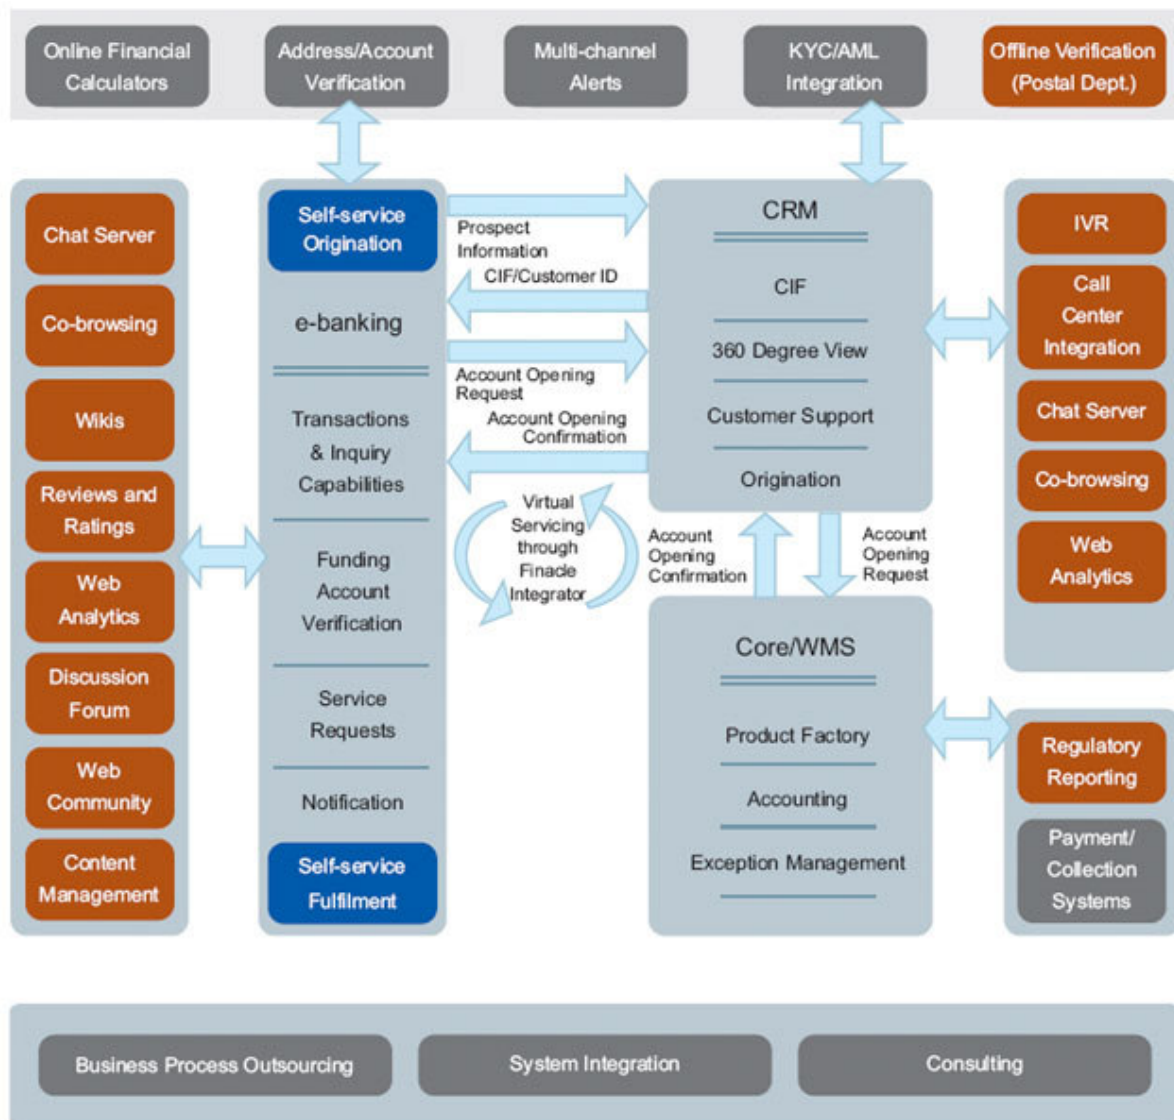 Online Financial
Calculators
Address/Account
Verification
Multi-channel
Alerts
KYC/AML
Integration
Offline Verification
(Postal Dept.)
Chat Server
Co-browsing
Wikis
Reviews and
Ratings
Web
Analytics
Discussion
Forum
Web
Community
Content
Management
Self-service
Origination
e-banking
Transactions
& Inquiry
Capabilities
Funding
Account
Verification
Service
Requests
Notification
Self-service
Fulfilment
Prospect
Information
CIF/Customer ID
Account Opening
Request
Account Opening
Confirmation
Virtual
Servicing
through
Finacle
Integrator
CRM
CIF
360 Degree View
Customer Support
Origination
Account
Opening
Confirmation
Account
Opening
Request
Core/WMS
Product Factory
Accounting
Exception Management
IVR
Call
Center
Integration
Chat Server
Co-browsing
Web
Analytics
Regulatory
Reporting
Payment/
Collection
Systems
Business Process Outsourcing
System Integration
Consulting